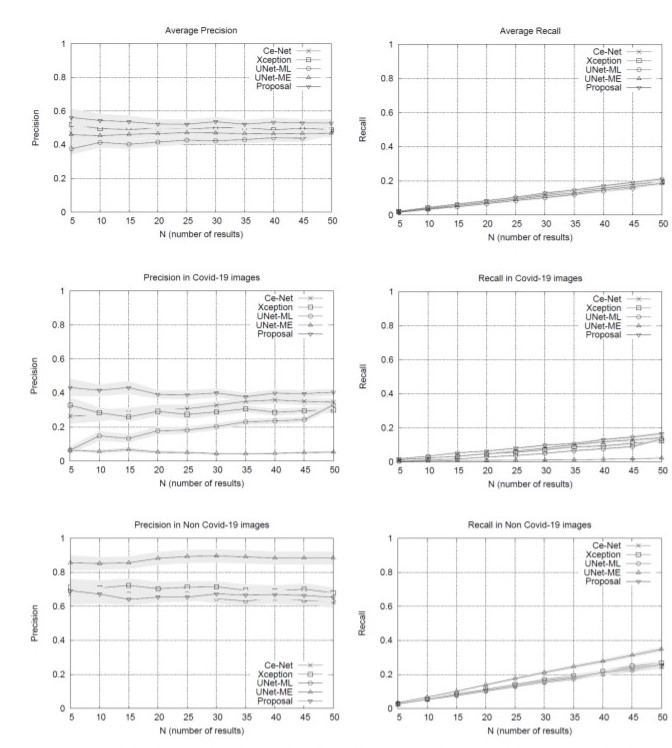 Average Precision
1
0.8
0.6
0.4
0.2
0
Precision
5 10 15 20 25 30 35 40 45 50
N (number of results)
Ce-Net
Xception
UNet-ML
UNet-ME
Proposal
Average Recall
1
0.8
0.6
0.4
0.2
0
Recall
5 10 15 20 25 30 35 40 45 50
N (number of results)
Ce-Net
Xception
UNet-ML
UNet-ME
Proposal
Precision in Covid-19 images
1
0.8
0.6
0.4
0.2
0
Precision
5 10 15 20 25 30 35 40 45 50
N (number of results)
Ce-Net
Xception
UNet-ML
UNet-ME
Proposal
Recall in Covid-19 images
1
0.8
0.6
0.4
0.2
0
Recall
5 10 15 20 25 30 35 40 45 50
N (number of results)
Ce-Net
Xception
UNet-ML
UNet-ME
Proposal
Precision in Non Covid-19 images
1
0.8
0.6
0.4
0.2
0
Precision
5 10 15 20 25 30 35 40 45 50
N (number of results)
Ce-Net
Xception
UNet-ML
UNet-ME
Proposal
Recall in Non Covid-19 images
1
0.8
0.6
0.4
0.2
0
Recall
5 10 15 20 25 30 35 40 45 50
N (number of results)
Ce-Net
Xception
UNet-ML
UNet-ME
Proposal